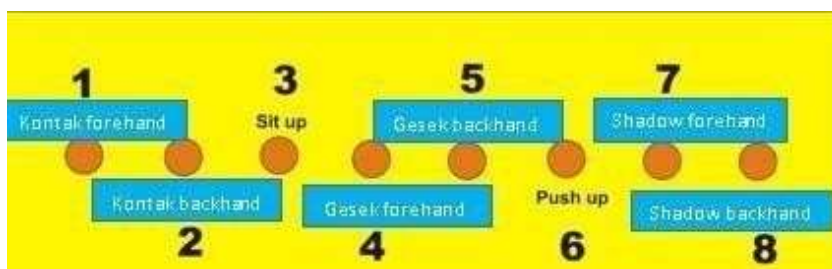 1
Kontak forehand
2
Kontak backhand
3
Sit up
4
Gesek forehand
5
Gesek backhand
6
Push up
7
Shadow forehand
8
Shadow backhand